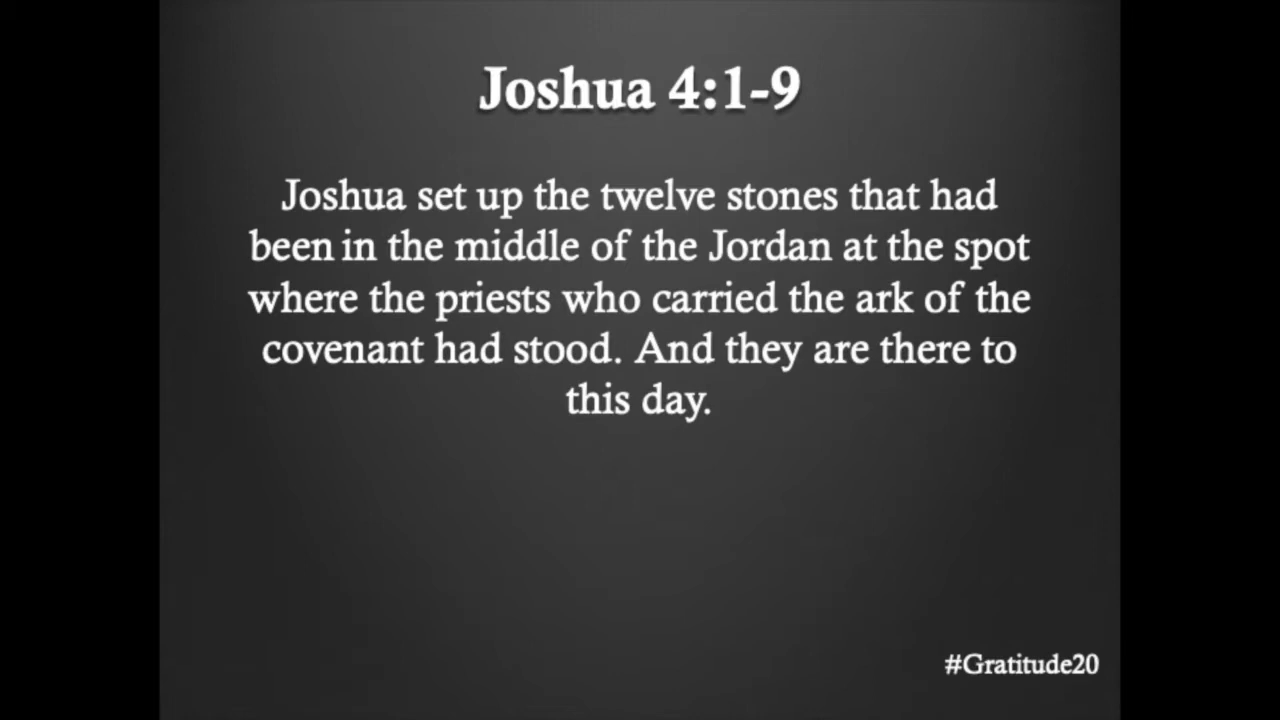 Joshua 4:1-9
Joshua set up the twelve stones that had
been in the middle of the Jordan at the spot
where the priests who carried the ark of the
covenant had stood. And they are there to
this day.
#Gratitude20